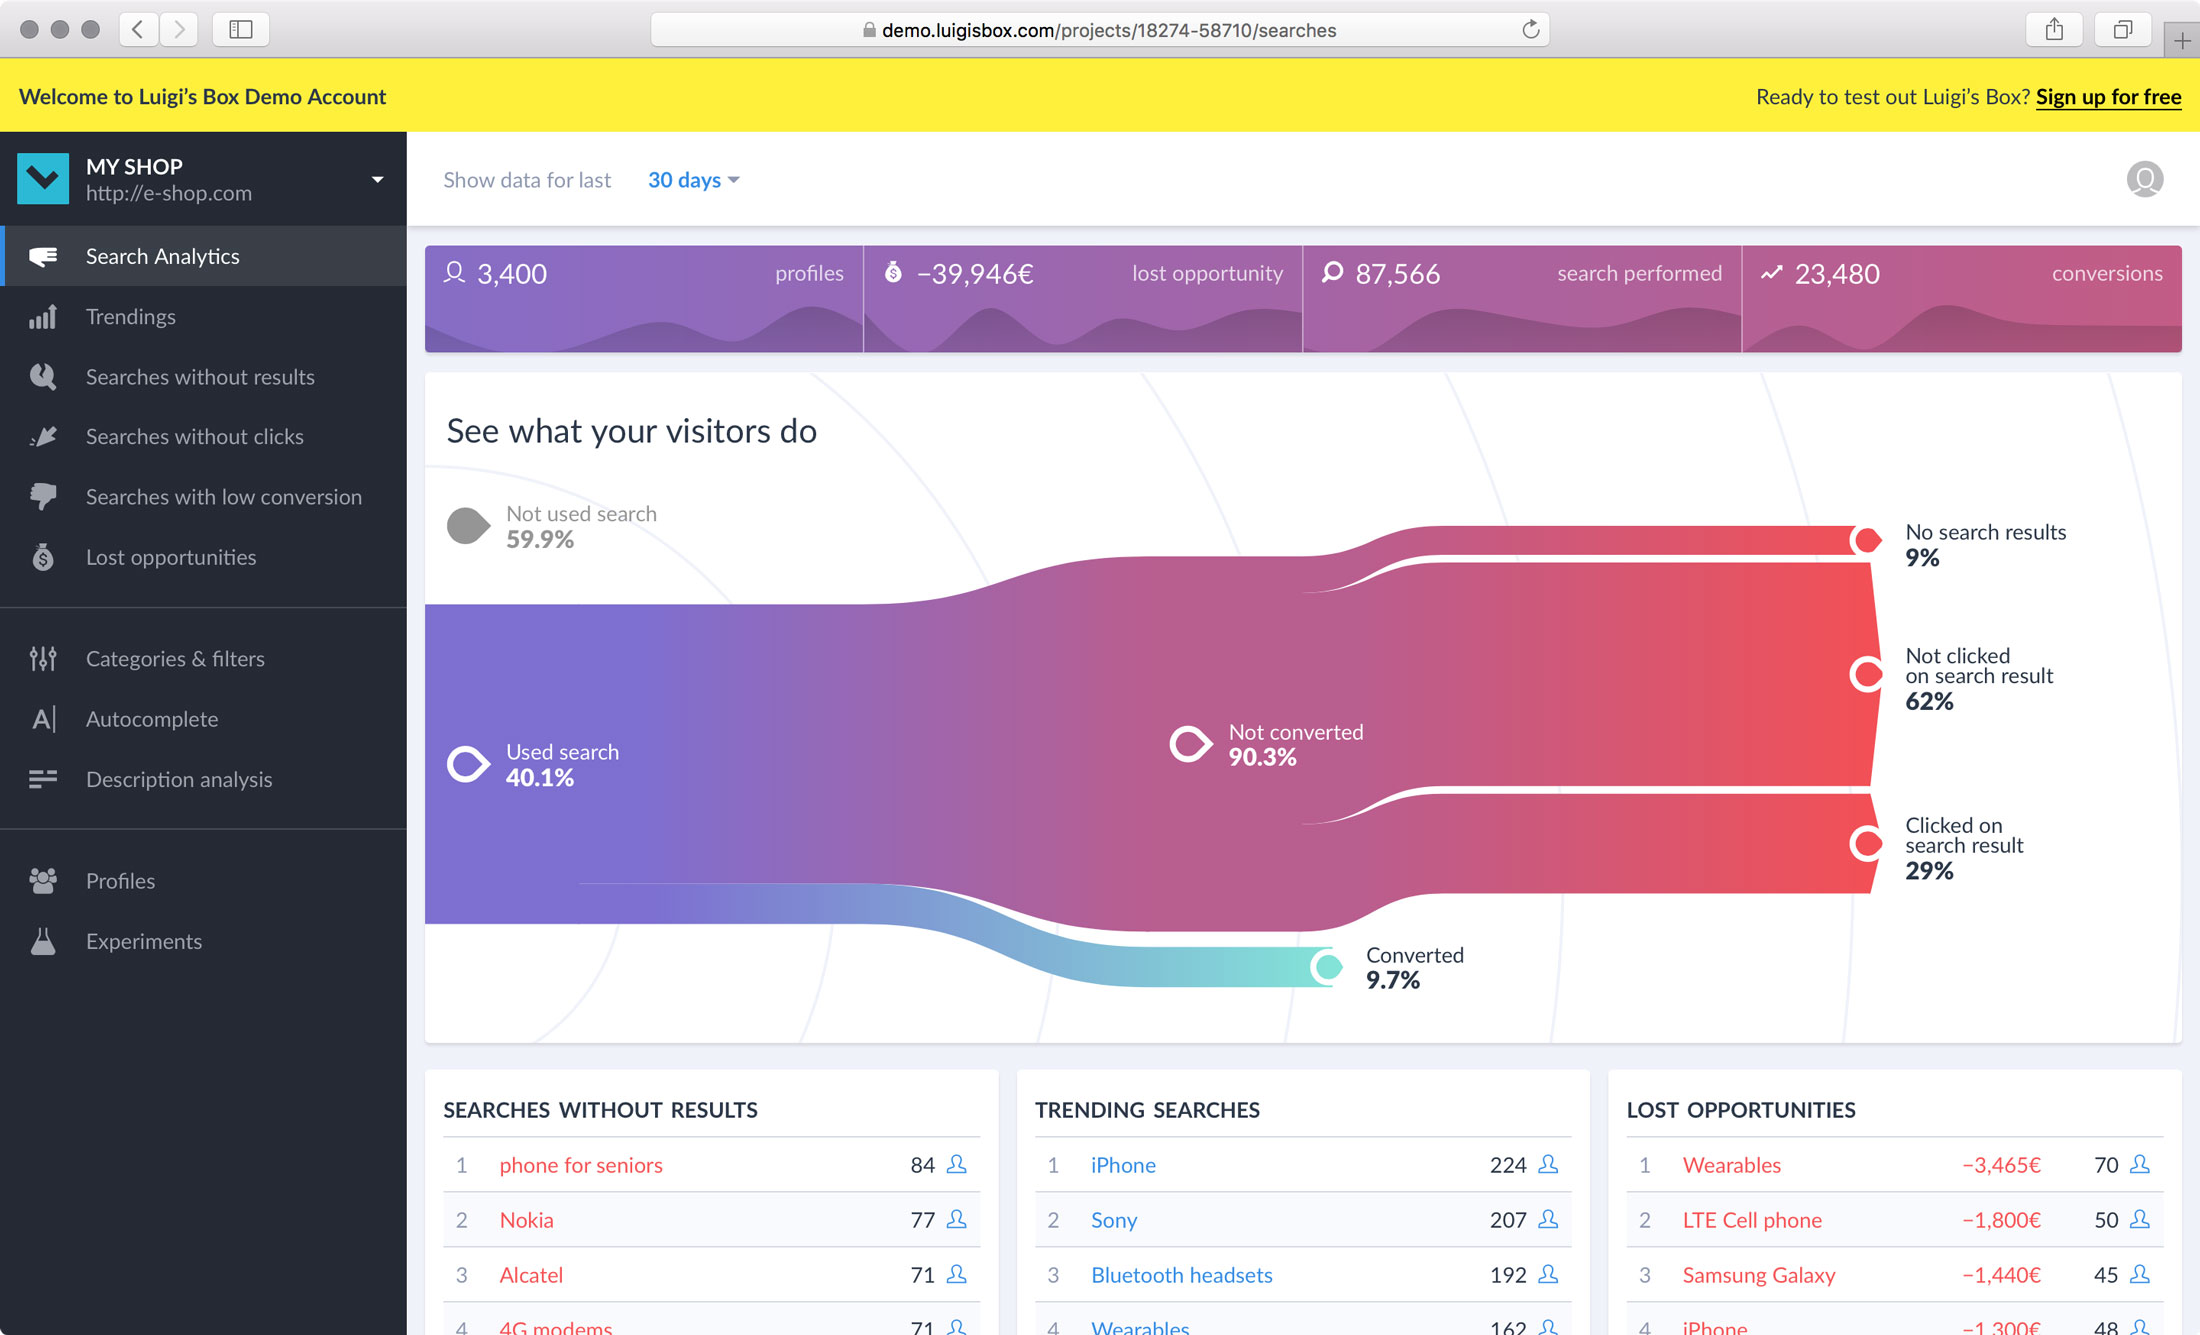 demo.luigisbox.com/projects/18274-58710/searches
Welcome to Luigi's Box Demo Account
Ready to test out Luigi's Box? Sign up for free
MY SHOP
http://e-shop.com
Show data for last 30 days
Search Analytics
Trendings
Searches without results
Searches without clicks
Searches with low conversion
Lost opportunities
Categories & filters
A| Autocomplete
Description analysis
Profiles
Experiments
3,400 profiles
−39,946€ lost opportunity
87,566 search performed
23,480 conversions
See what your visitors do
Not used search
59.9%
Used search
40.1%
Not converted
90.3%
Converted
9.7%
No search results
9%
Not clicked
on search result
62%
Clicked on
search result
29%
SEARCHES WITHOUT RESULTS
1 phone for seniors 84
2 Nokia 77
3 Alcatel 71
4 4G modems 71
TRENDING SEARCHES
1 iPhone 224
2 Sony 207
3 Bluetooth headsets 192
4 Wearables 162
LOST OPPORTUNITIES
1 Wearables −3,465€ 70
2 LTE Cell phone −1,800€ 50
3 Samsung Galaxy −1,440€ 45
4 iPhone −1,300€ 48